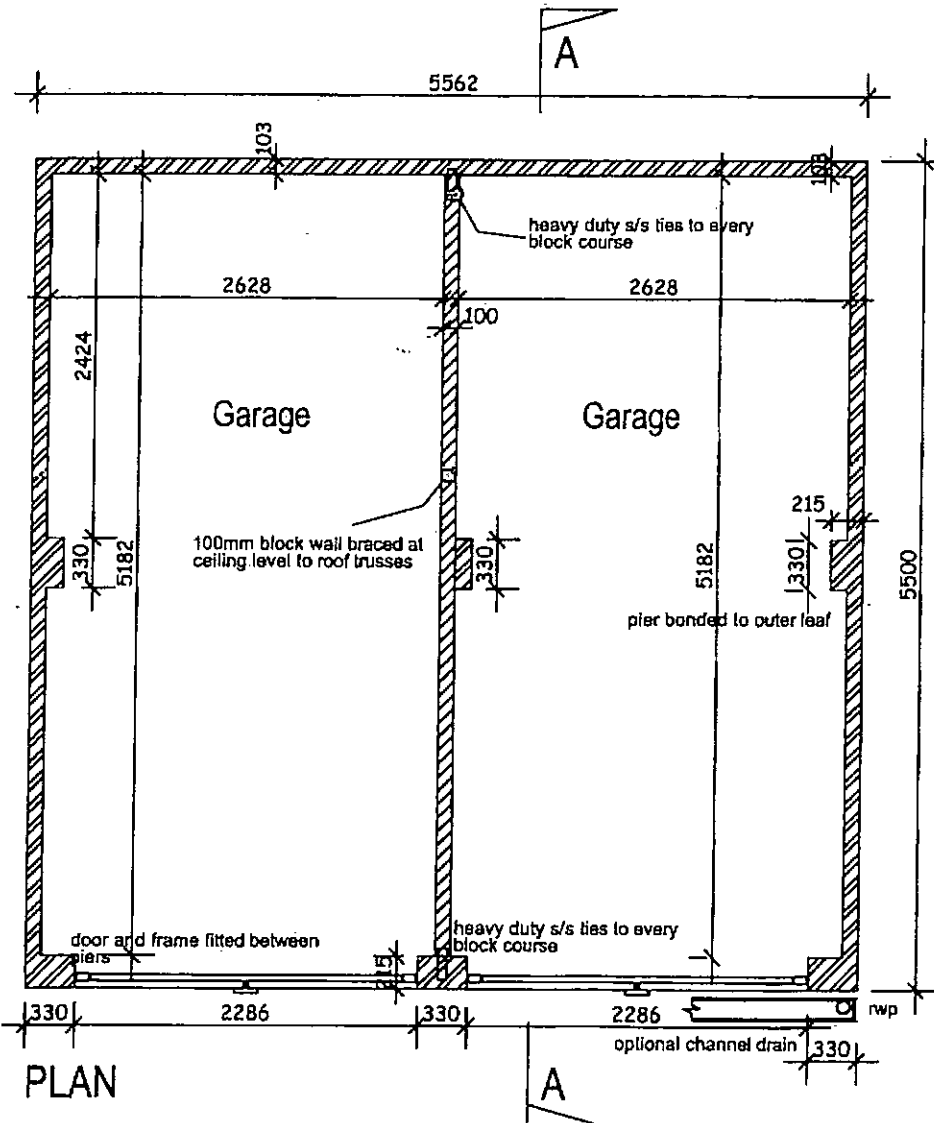 A
5562
103
103
heavy duty s/s ties to every
block course
2628
2628
100
2424
Garage
Garage
215
100mm block wall braced at
ceiling level to roof trusses
330
5182
330
5182
330
5500
pier bonded to outer leaf
door and frame fitted between
piers
heavy duty s/s ties to every
block course
215
rwp
330
2286
330
2286
optional channel drain
330
PLAN
A